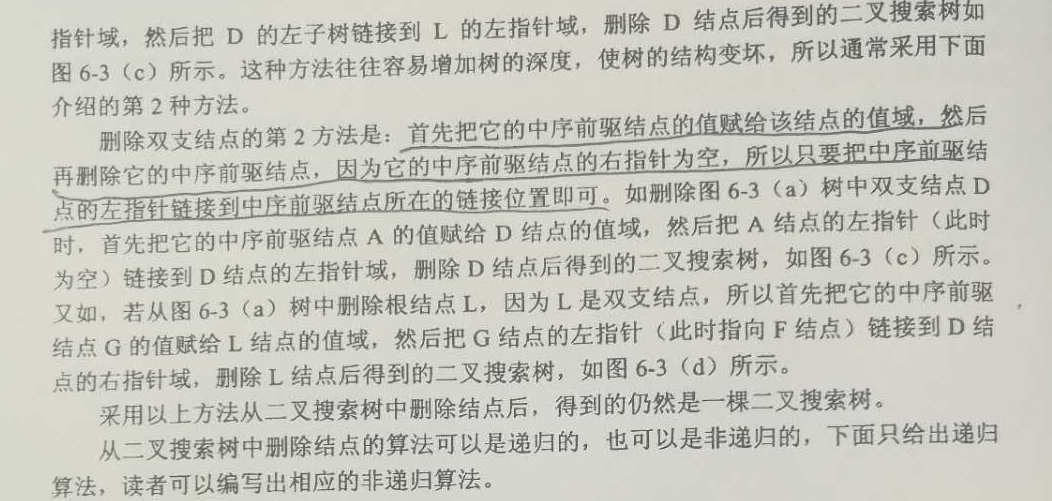 指针域，然后把 D 的左子树链接到 L 的左指针域，删除 D 结点后得到的二叉搜索树如
图 6-3（c）所示。这种方法往往容易增加树的深度，使树的结构变坏，所以通常采用下面
介绍的第 2 种方法。
删除双支结点的第 2 方法是：首先把它的中序前驱结点的值赋给该结点的值域，然后
再删除它的中序前驱结点，因为它的中序前驱结点的右指针为空，所以只要把中序前驱结
点的左指针链接到中序前驱结点所在的链接位置即可。如删除图 6-3（a）树中双支结点 D
时，首先把它的中序前驱结点 A 的值赋给 D 结点的值域，然后把 A 结点的左指针（此时
为空）链接到 D 结点的左指针域，删除 D 结点后得到的二叉搜索树，如图 6-3（c）所示。
又如，若从图 6-3（a）树中删除根结点 L，因为 L 是双支结点，所以首先把它的中序前驱
结点 G 的值赋给 L 结点的值域，然后把 G 结点的左指针（此时指向 F 结点）链接到 D 结
点的右指针域，删除 L 结点后得到的二叉搜索树，如图 6-3（d）所示。
采用以上方法从二叉搜索树中删除结点后，得到的仍然是一棵二叉搜索树。
从二叉搜索树中删除结点的算法可以是递归的，也可以是非递归的，下面只给出递归
算法，读者可以编写出相应的非递归算法。